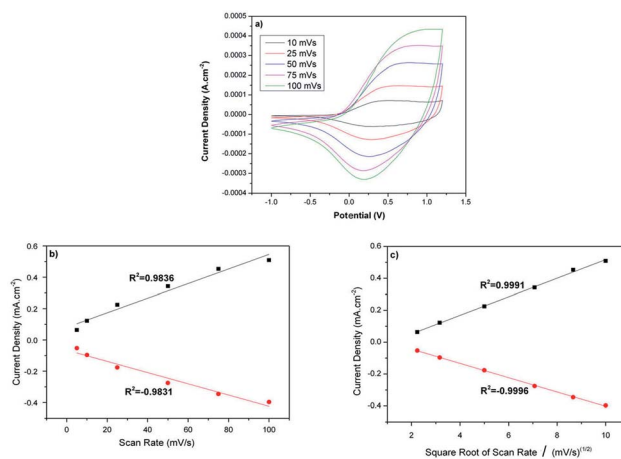 a)
0.0005
0.0004
0.0003
0.0002
0.0001
0.0000
-0.0001
-0.0002
-0.0003
-0.0004
10 mVs
25 mVs
50 mVs
75 mVs
100 mVs
-1.0 -0.5 0.0 0.5 1.0 1.5
Current Density (A.cm-2)
Potential (V)
b)
0.6
0.4
0.2
0.0
-0.2
-0.4
R2=0.9836
R2=-0.9831
0 20 40 60 80 100
Current Density (mA.cm-2)
Scan Rate (mV/s)
c)
0.6
0.4
0.2
0.0
-0.2
-0.4
R2=0.9991
R2=-0.9996
2 4 6 8 10
Current Density (mA.cm-2)
Square Root of Scan Rate / (mV/s)(1/2)